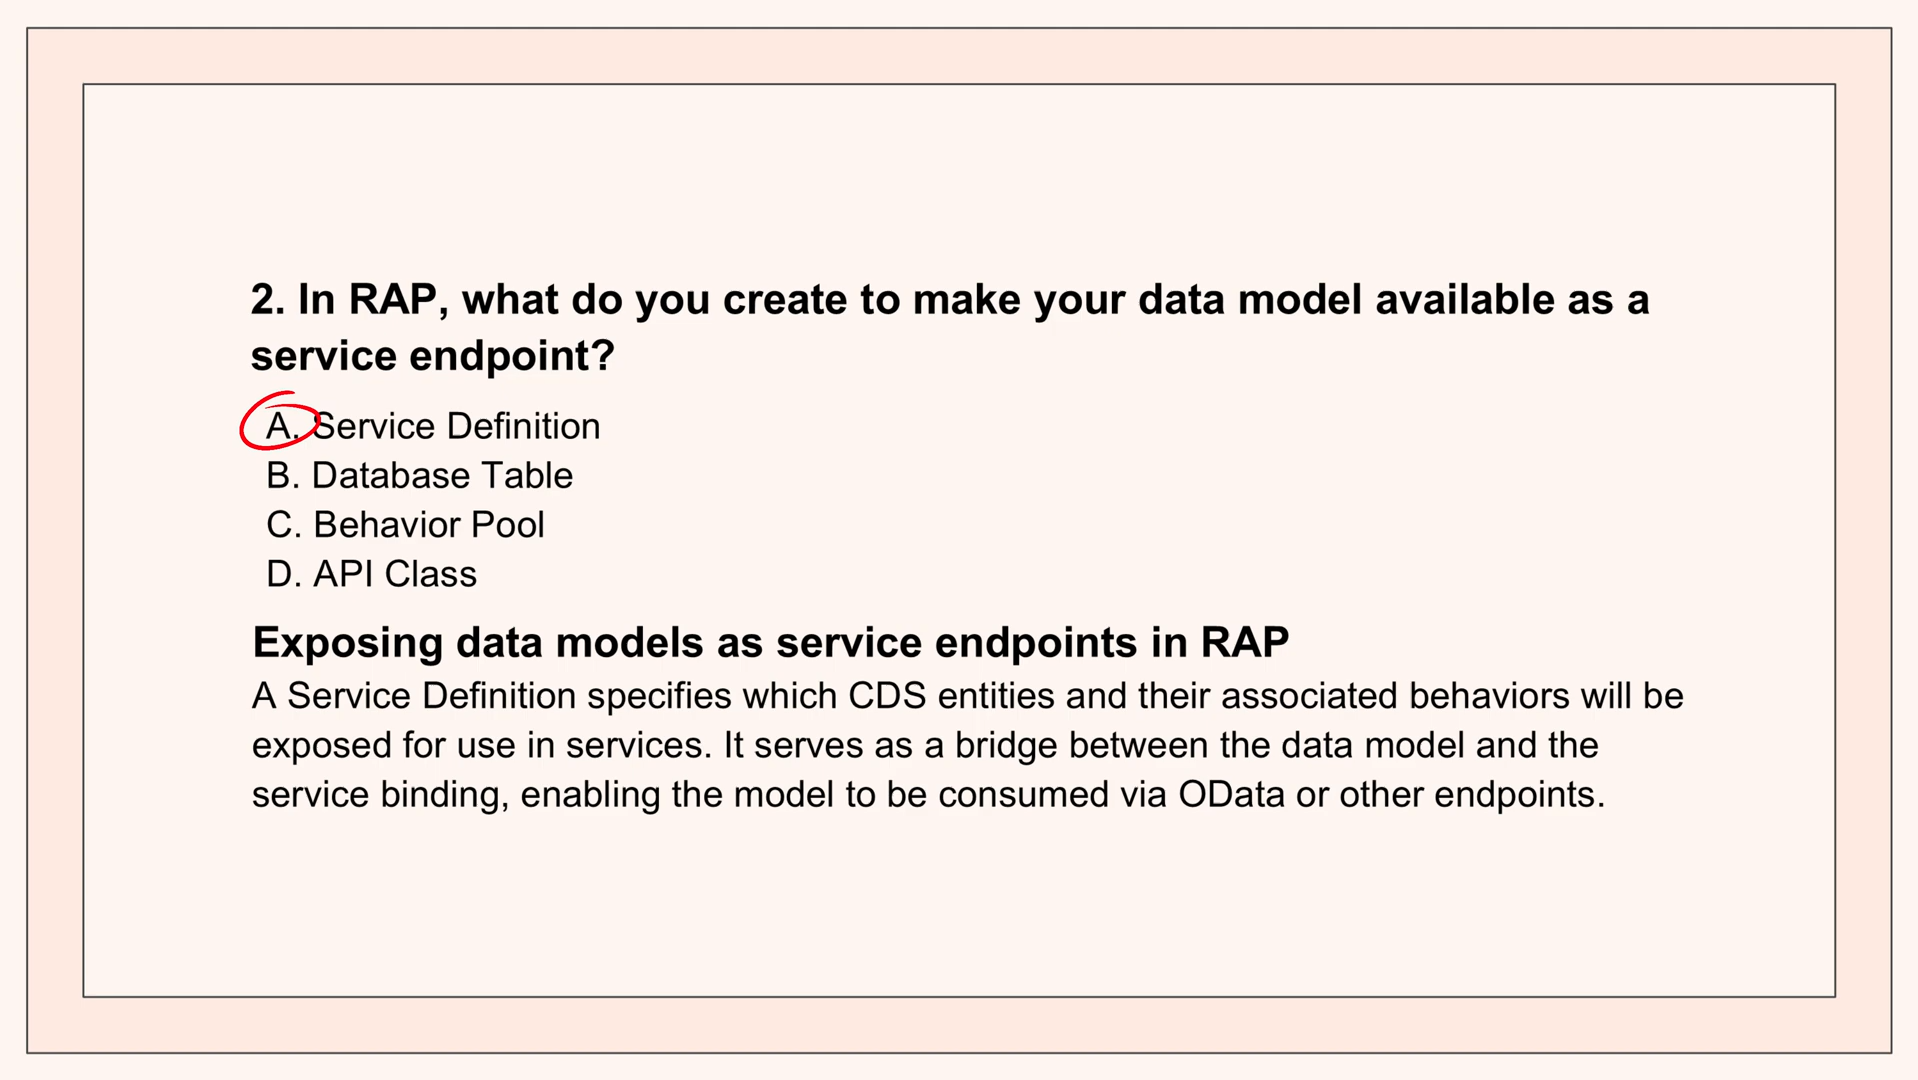 2. In RAP, what do you create to make your data model available as a
service endpoint?
A. Service Definition
B. Database Table
C. Behavior Pool
D. API Class
Exposing data models as service endpoints in RAP
A Service Definition specifies which CDS entities and their associated behaviors will be
exposed for use in services. It serves as a bridge between the data model and the
service binding, enabling the model to be consumed via OData or other endpoints.